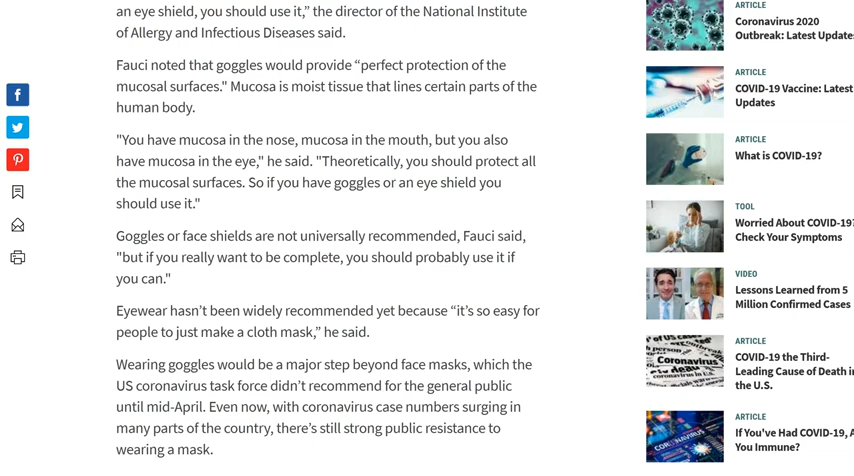 an eye shield, you should use it,” the director of the National Institute
of Allergy and Infectious Diseases said.
Fauci noted that goggles would provide “perfect protection of the
mucosal surfaces." Mucosa is moist tissue that lines certain parts of the
human body.
"You have mucosa in the nose, mucosa in the mouth, but you also
have mucosa in the eye," he said. "Theoretically, you should protect all
the mucosal surfaces. So if you have goggles or an eye shield you
should use it."
Goggles or face shields are not universally recommended, Fauci said,
"but if you really want to be complete, you should probably use it if
you can."
Eyewear hasn’t been widely recommended yet because “it’s so easy for
people to just make a cloth mask,” he said.
Wearing goggles would be a major step beyond face masks, which the
US coronavirus task force didn’t recommend for the general public
until mid-April. Even now, with coronavirus case numbers surging in
many parts of the country, there’s still strong public resistance to
wearing a mask.
ARTICLE
Coronavirus 2020
Outbreak: Latest Updates
ARTICLE
COVID-19 Vaccine: Latest
Updates
ARTICLE
What is COVID-19?
TOOL
Worried About COVID-19?
Check Your Symptoms
VIDEO
Lessons Learned from 5
Million Confirmed Cases
of US cases
Coronavirus
coronavirus in U.S.
ARTICLE
COVID-19 the Third-
Leading Cause of Death in
the U.S.
CORONAVIRUS
ARTICLE
If You've Had COVID-19, A
You Immune?